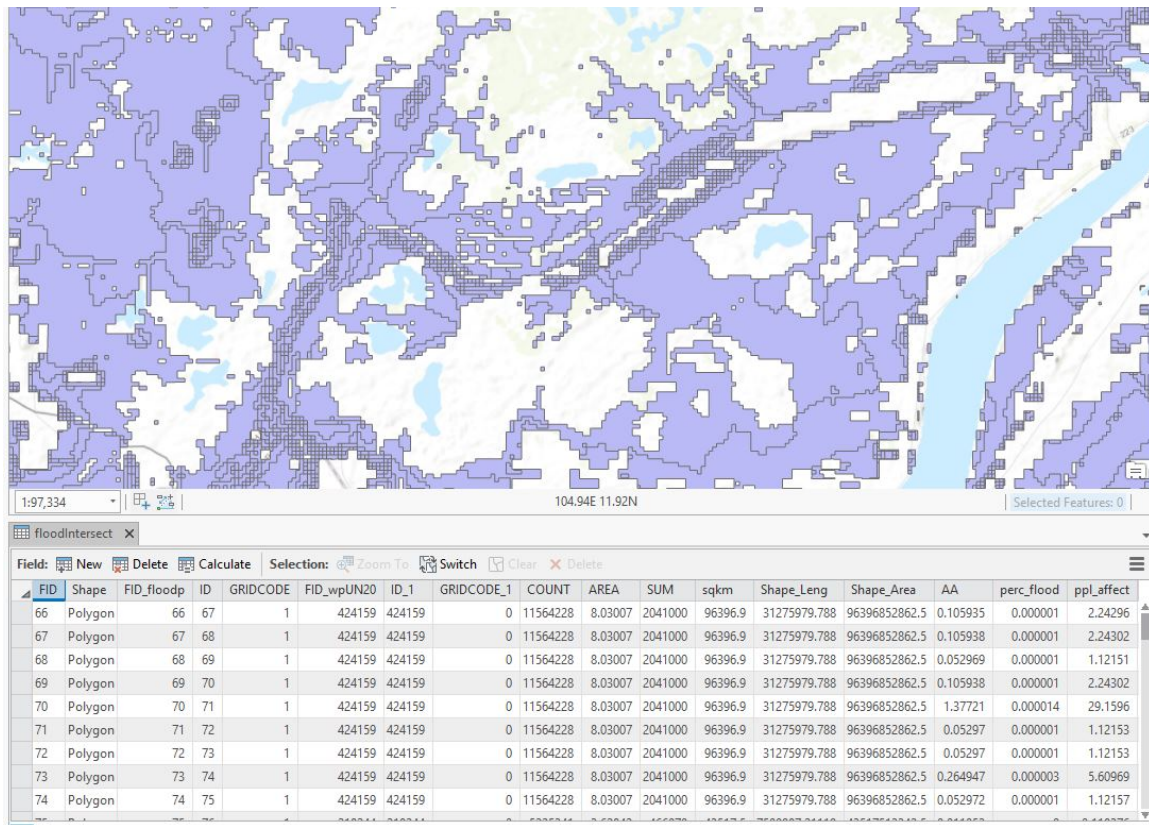 223
1:97,334
104.94E 11.92N
Selected Features: 0
floodIntersect
Field: New Delete Calculate Selection: Zoom To Switch Clear Delete
FID Shape FID_floodp ID GRIDCODE FID_wpUN20 ID_1 GRIDCODE_1 COUNT AREA SUM sqkm Shape_Leng Shape_Area AA perc_flood ppl_affect
66 Polygon 66 67 1 424159 424159 0 11564228 8.03007 2041000 96396.9 31275979.788 96396852862.5 0.105935 0.000001 2.24296
67 Polygon 67 68 1 424159 424159 0 11564228 8.03007 2041000 96396.9 31275979.788 96396852862.5 0.105938 0.000001 2.24302
68 Polygon 68 69 1 424159 424159 0 11564228 8.03007 2041000 96396.9 31275979.788 96396852862.5 0.052969 0.000001 1.12151
69 Polygon 69 70 1 424159 424159 0 11564228 8.03007 2041000 96396.9 31275979.788 96396852862.5 0.105938 0.000001 2.24302
70 Polygon 70 71 1 424159 424159 0 11564228 8.03007 2041000 96396.9 31275979.788 96396852862.5 1.37721 0.000014 29.1596
71 Polygon 71 72 1 424159 424159 0 11564228 8.03007 2041000 96396.9 31275979.788 96396852862.5 0.05297 0.000001 1.12153
72 Polygon 72 73 1 424159 424159 0 11564228 8.03007 2041000 96396.9 31275979.788 96396852862.5 0.05297 0.000001 1.12153
73 Polygon 73 74 1 424159 424159 0 11564228 8.03007 2041000 96396.9 31275979.788 96396852862.5 0.264947 0.000003 5.60969
74 Polygon 74 75 1 424159 424159 0 11564228 8.03007 2041000 96396.9 31275979.788 96396852862.5 0.052972 0.000001 1.12157